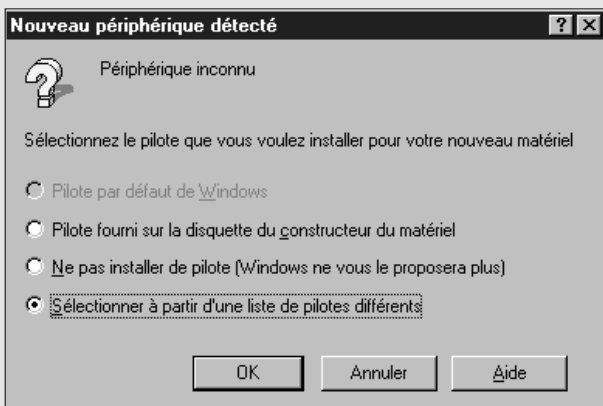 Nouveau périphérique détecté
Périphérique inconnu
Sélectionnez le pilote que vous voulez installer pour votre nouveau matériel
Pilote par défaut de Windows
Pilote fourni sur la disquette du constructeur du matériel
Ne pas installer de pilote (Windows ne vous le proposera plus)
Sélectionner à partir d'une liste de pilotes différents
OK Annuler Aide